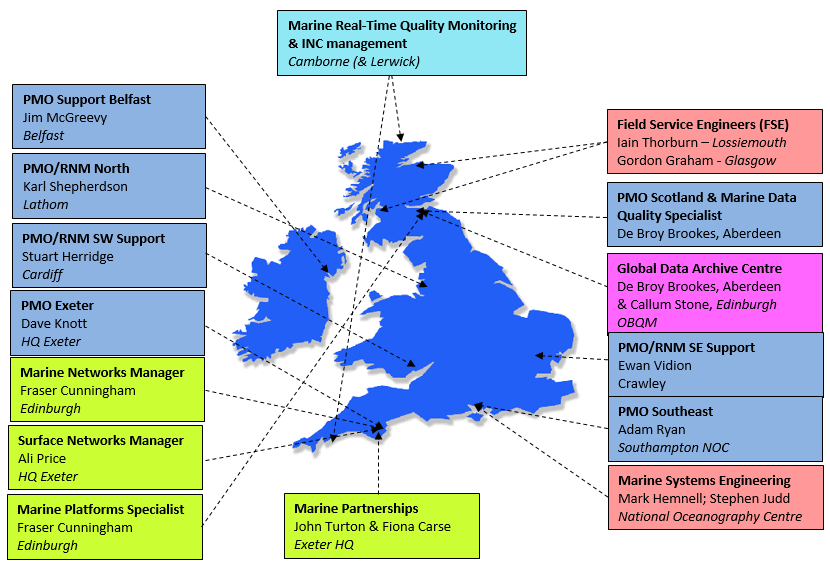 Marine Real-Time Quality Monitoring
& INC management
Camborne (& Lerwick)
PMO Support Belfast
Jim McGreevy
Belfast
PMO/RNM North
Karl Shepherdson
Lathom
PMO/RNM SW Support
Stuart Herridge
Cardiff
PMO Exeter
Dave Knott
HQ Exeter
Marine Networks Manager
Fraser Cunningham
Edinburgh
Surface Networks Manager
Ali Price
HQ Exeter
Marine Platforms Specialist
Fraser Cunningham
Edinburgh
Marine Partnerships
John Turton & Fiona Carse
Exeter HQ
Field Service Engineers (FSE)
Iain Thorburn – Lossiemouth
Gordon Graham - Glasgow
PMO Scotland & Marine Data
Quality Specialist
De Broy Brookes, Aberdeen
Global Data Archive Centre
De Broy Brookes, Aberdeen
& Callum Stone, Edinburgh
OBQM
PMO/RNM SE Support
Ewan Vidion
Crawley
PMO Southeast
Adam Ryan
Southampton NOC
Marine Systems Engineering
Mark Hemnell; Stephen Judd
National Oceanography Centre